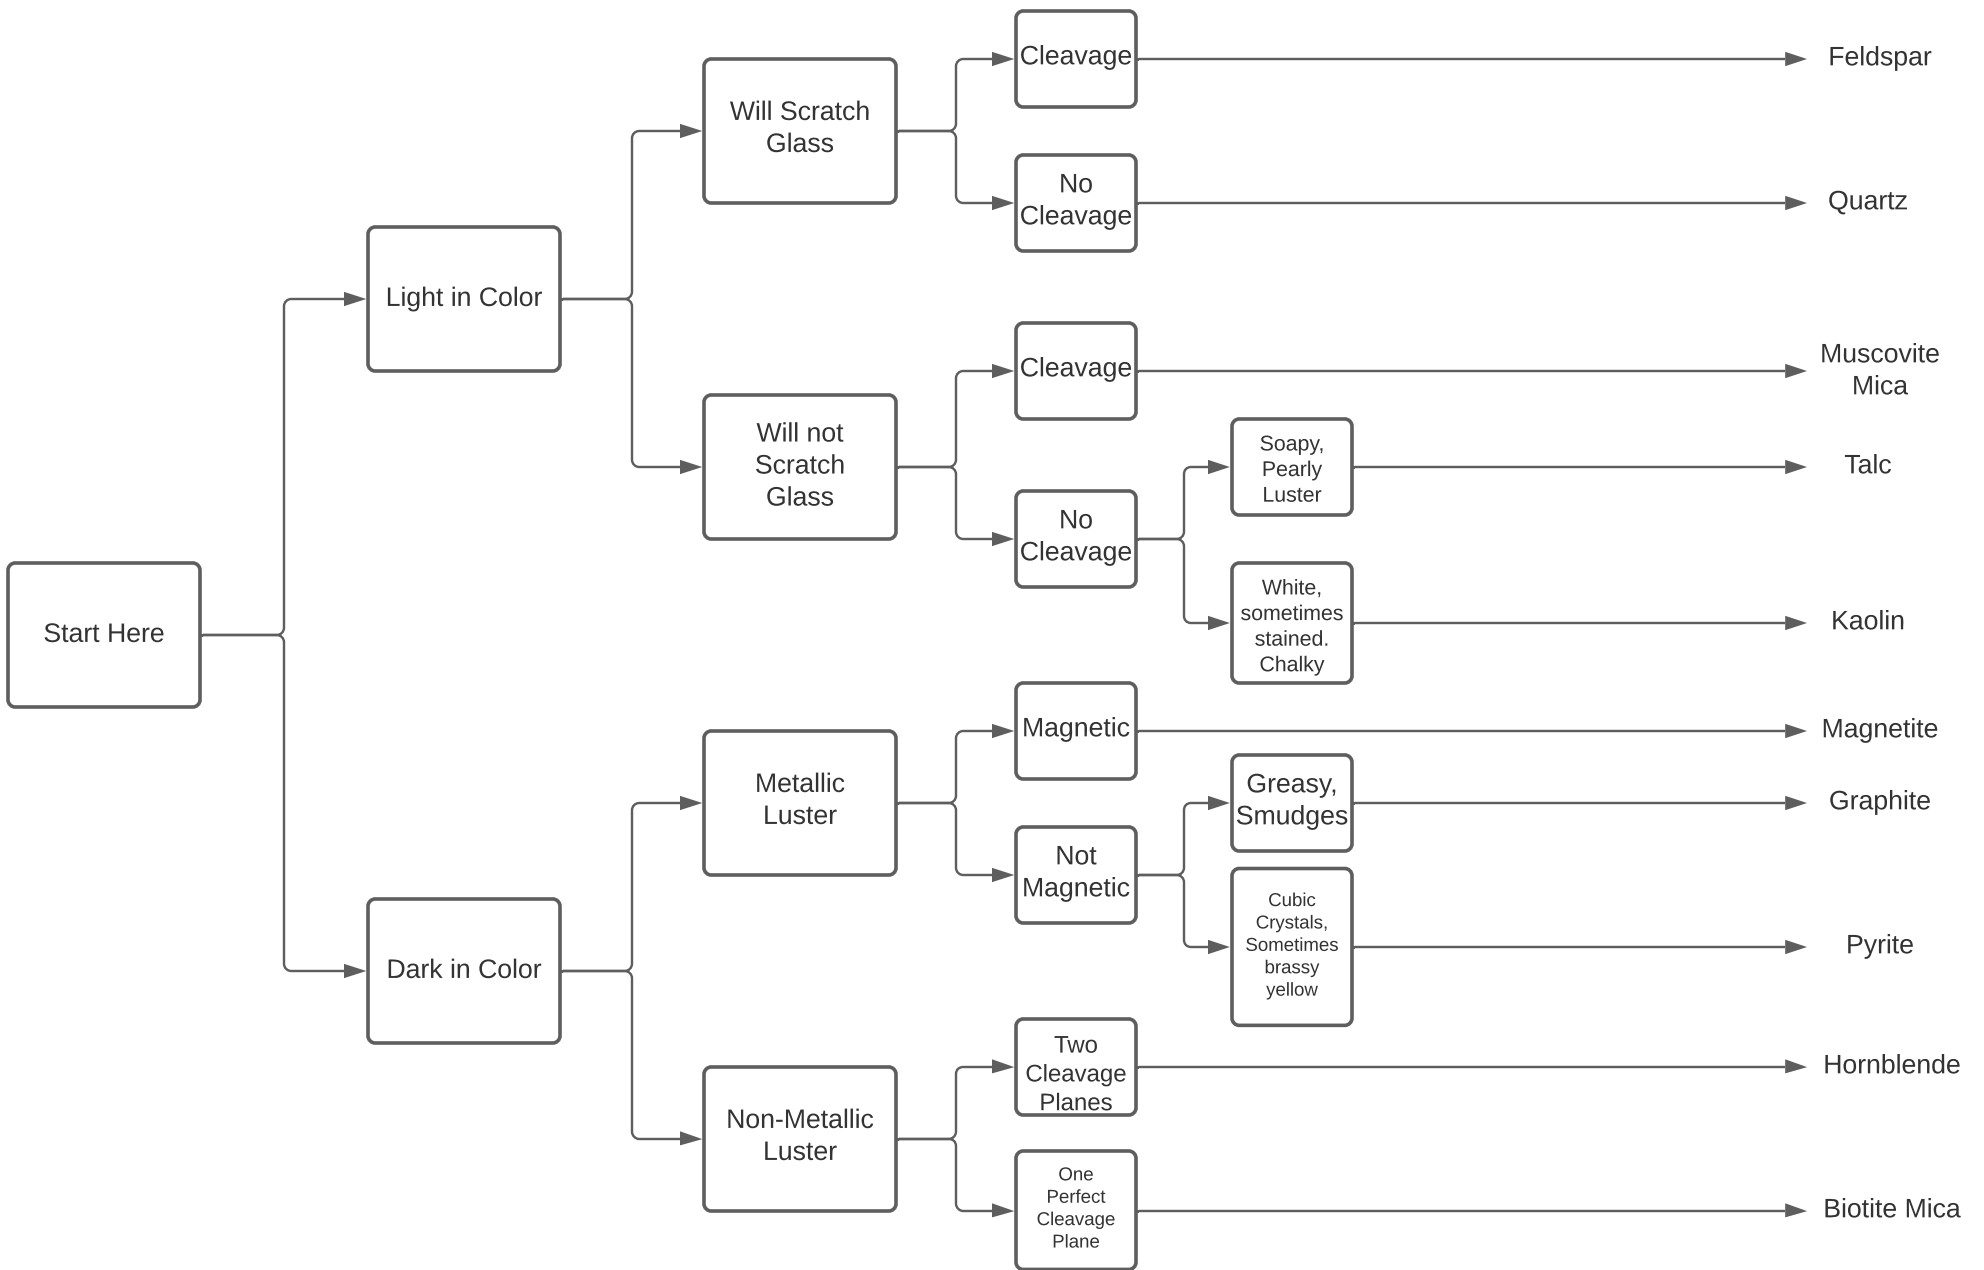 Start Here
Light in Color
Dark in Color
Will Scratch
Glass
Will not
Scratch
Glass
Metallic
Luster
Non-Metallic
Luster
Cleavage
No
Cleavage
Cleavage
No
Cleavage
Magnetic
Not
Magnetic
Two
Cleavage
Planes
One
Perfect
Cleavage
Plane
Soapy,
Pearly
Luster
White,
sometimes
stained.
Chalky
Greasy,
Smudges
Cubic
Crystals,
Sometimes
brassy
yellow
Feldspar
Quartz
Muscovite
Mica
Talc
Kaolin
Magnetite
Graphite
Pyrite
Hornblende
Biotite Mica